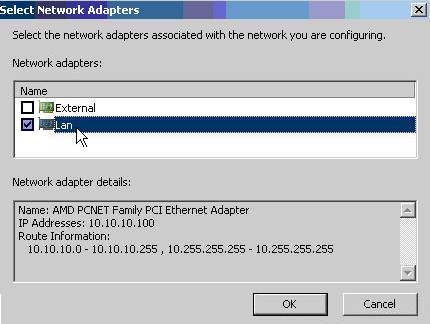 Select Network Adapters
Select the network adapters associated with the network you are configuring.
Network adapters:
Name
External
Lan
Network adapter details:
Name: AMD PCNET Family PCI Ethernet Adapter
IP Addresses: 10.10.10.100
Route Information:
10.10.10.0 - 10.10.10.255 , 10.255.255.255 - 10.255.255.255
OK
Cancel